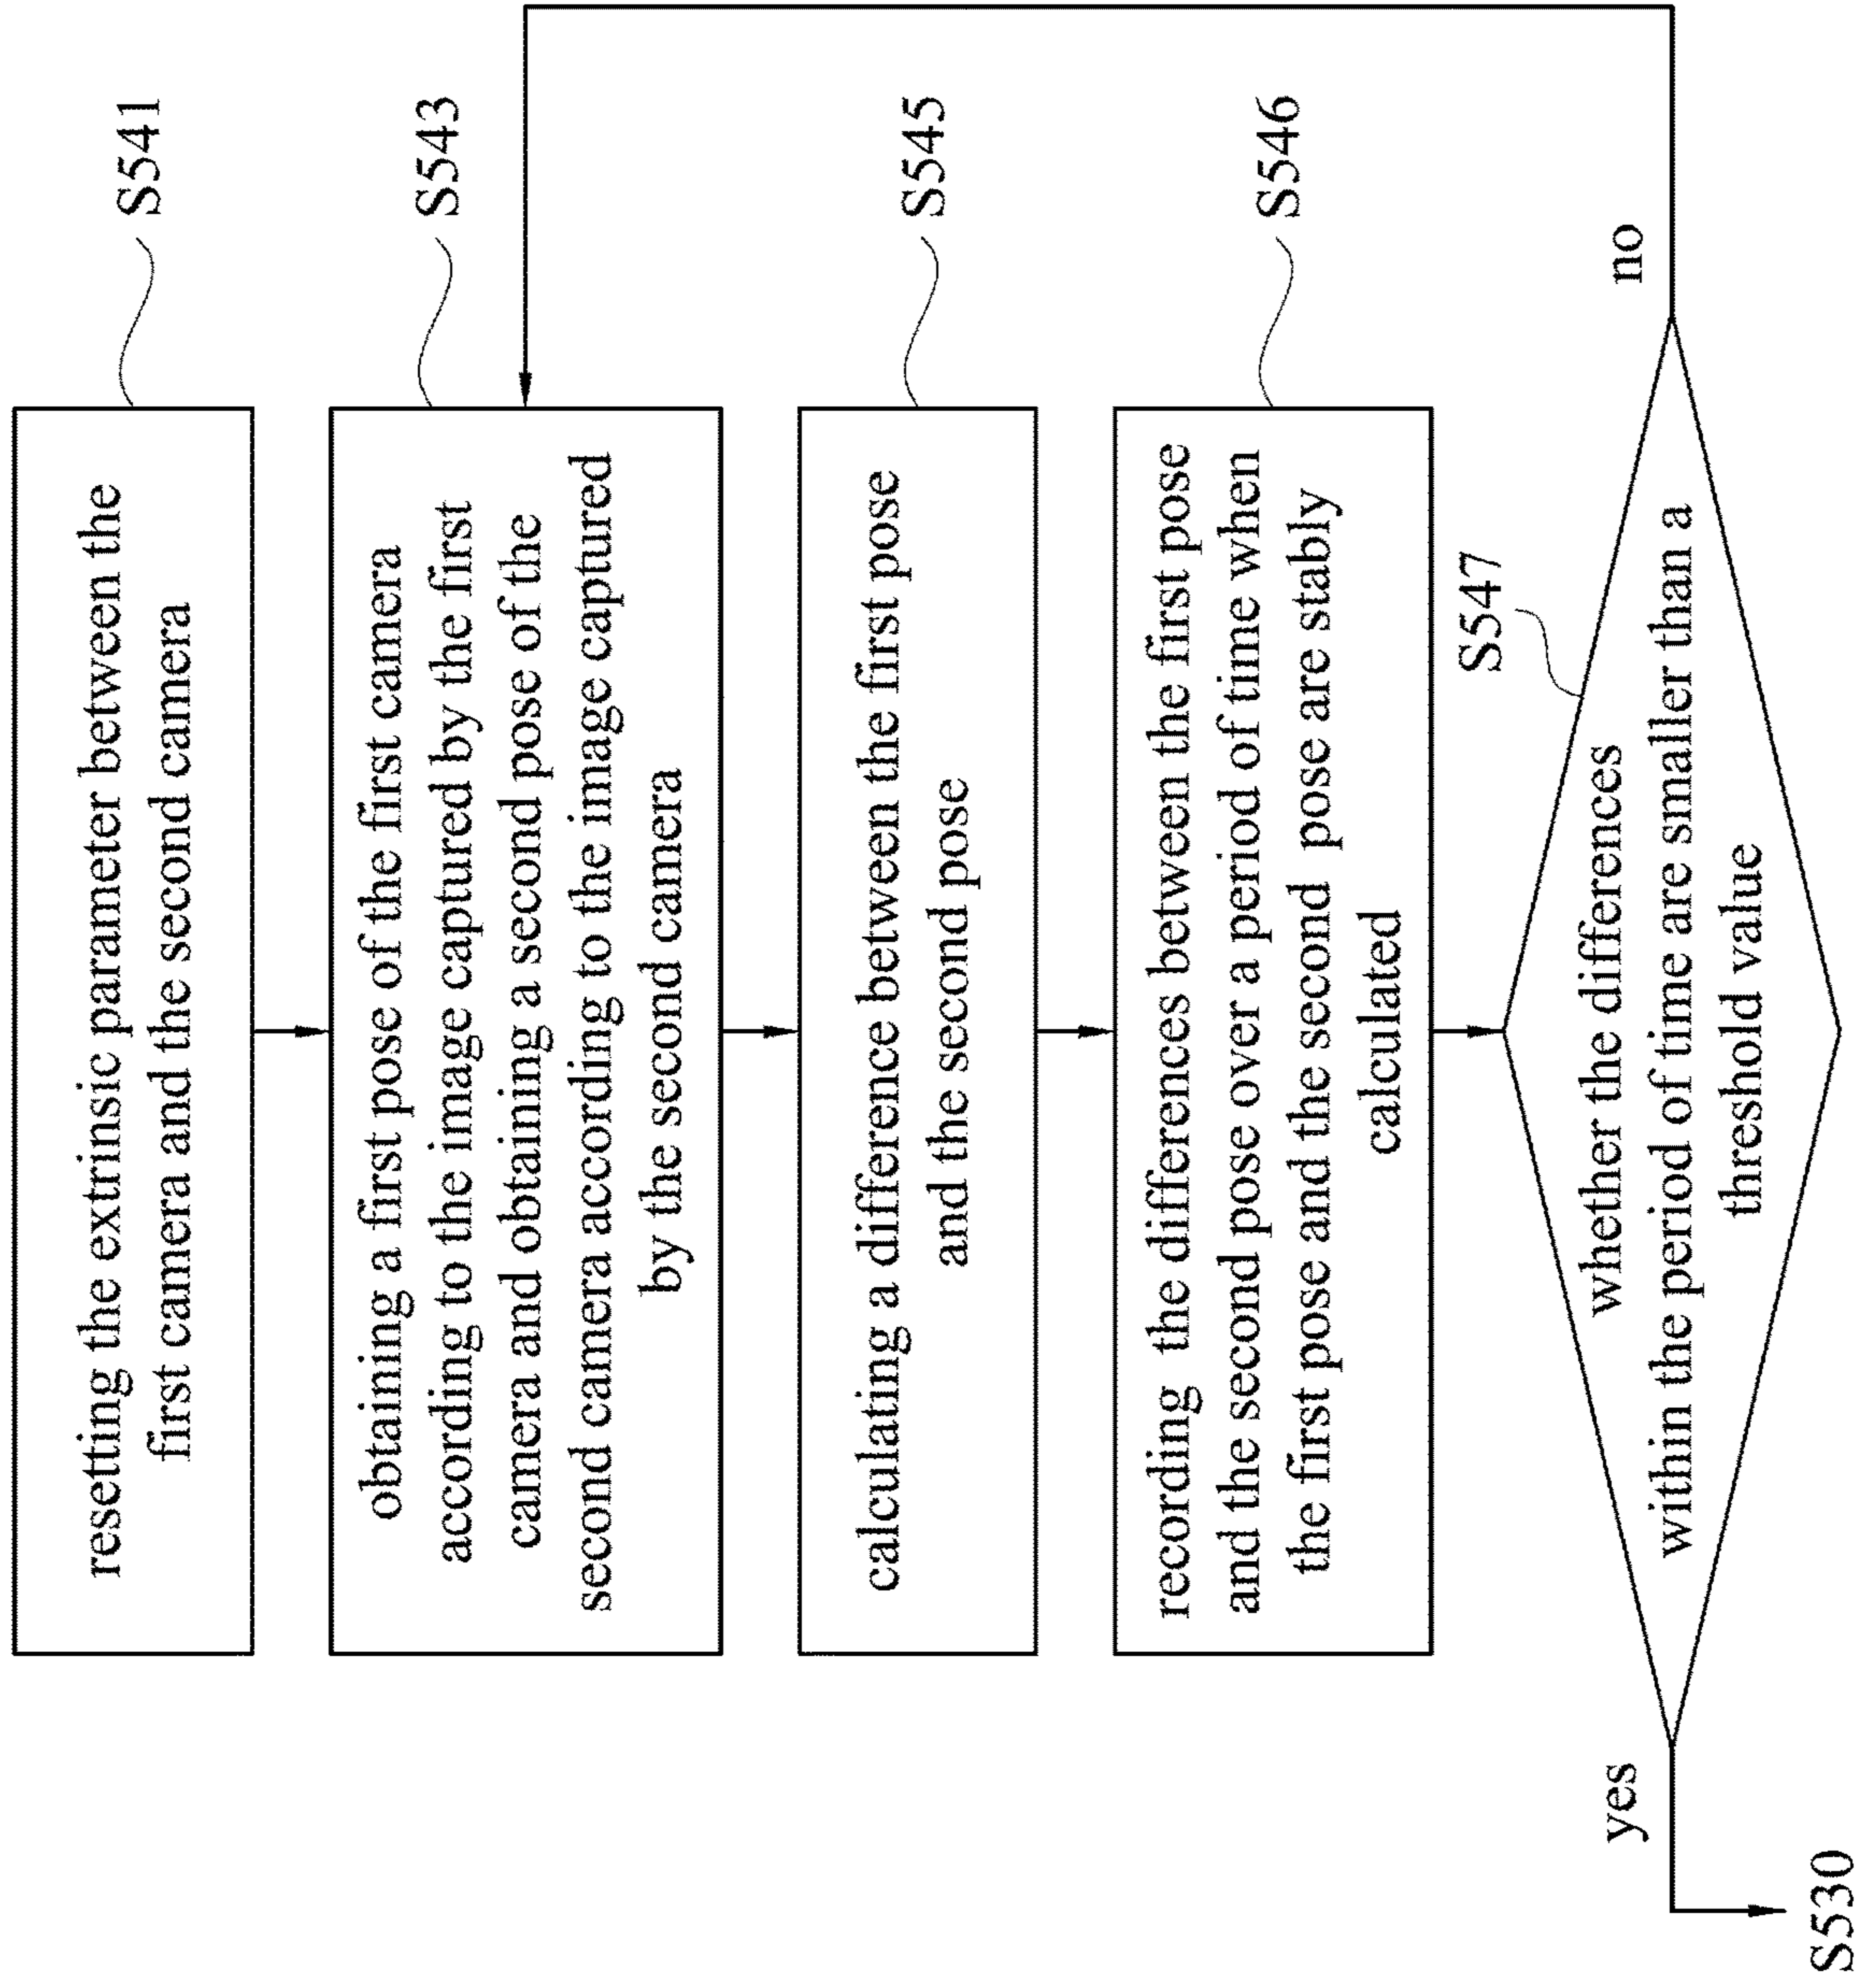 resetting the extrinsic parameter between the
first camera and the second camera
S541
obtaining a first pose of the first camera
according to the image captured by the first
camera and obtaining a second pose of the
second camera according to the image captured
by the second camera
S543
calculating a difference between the first pose
and the second pose
S545
recording the differences between the first pose
and the second pose over a period of time when
the first pose and the second pose are stably
calculated
S546
S547
whether the differences
within the period of time are smaller than a
threshold value
no
yes
S530